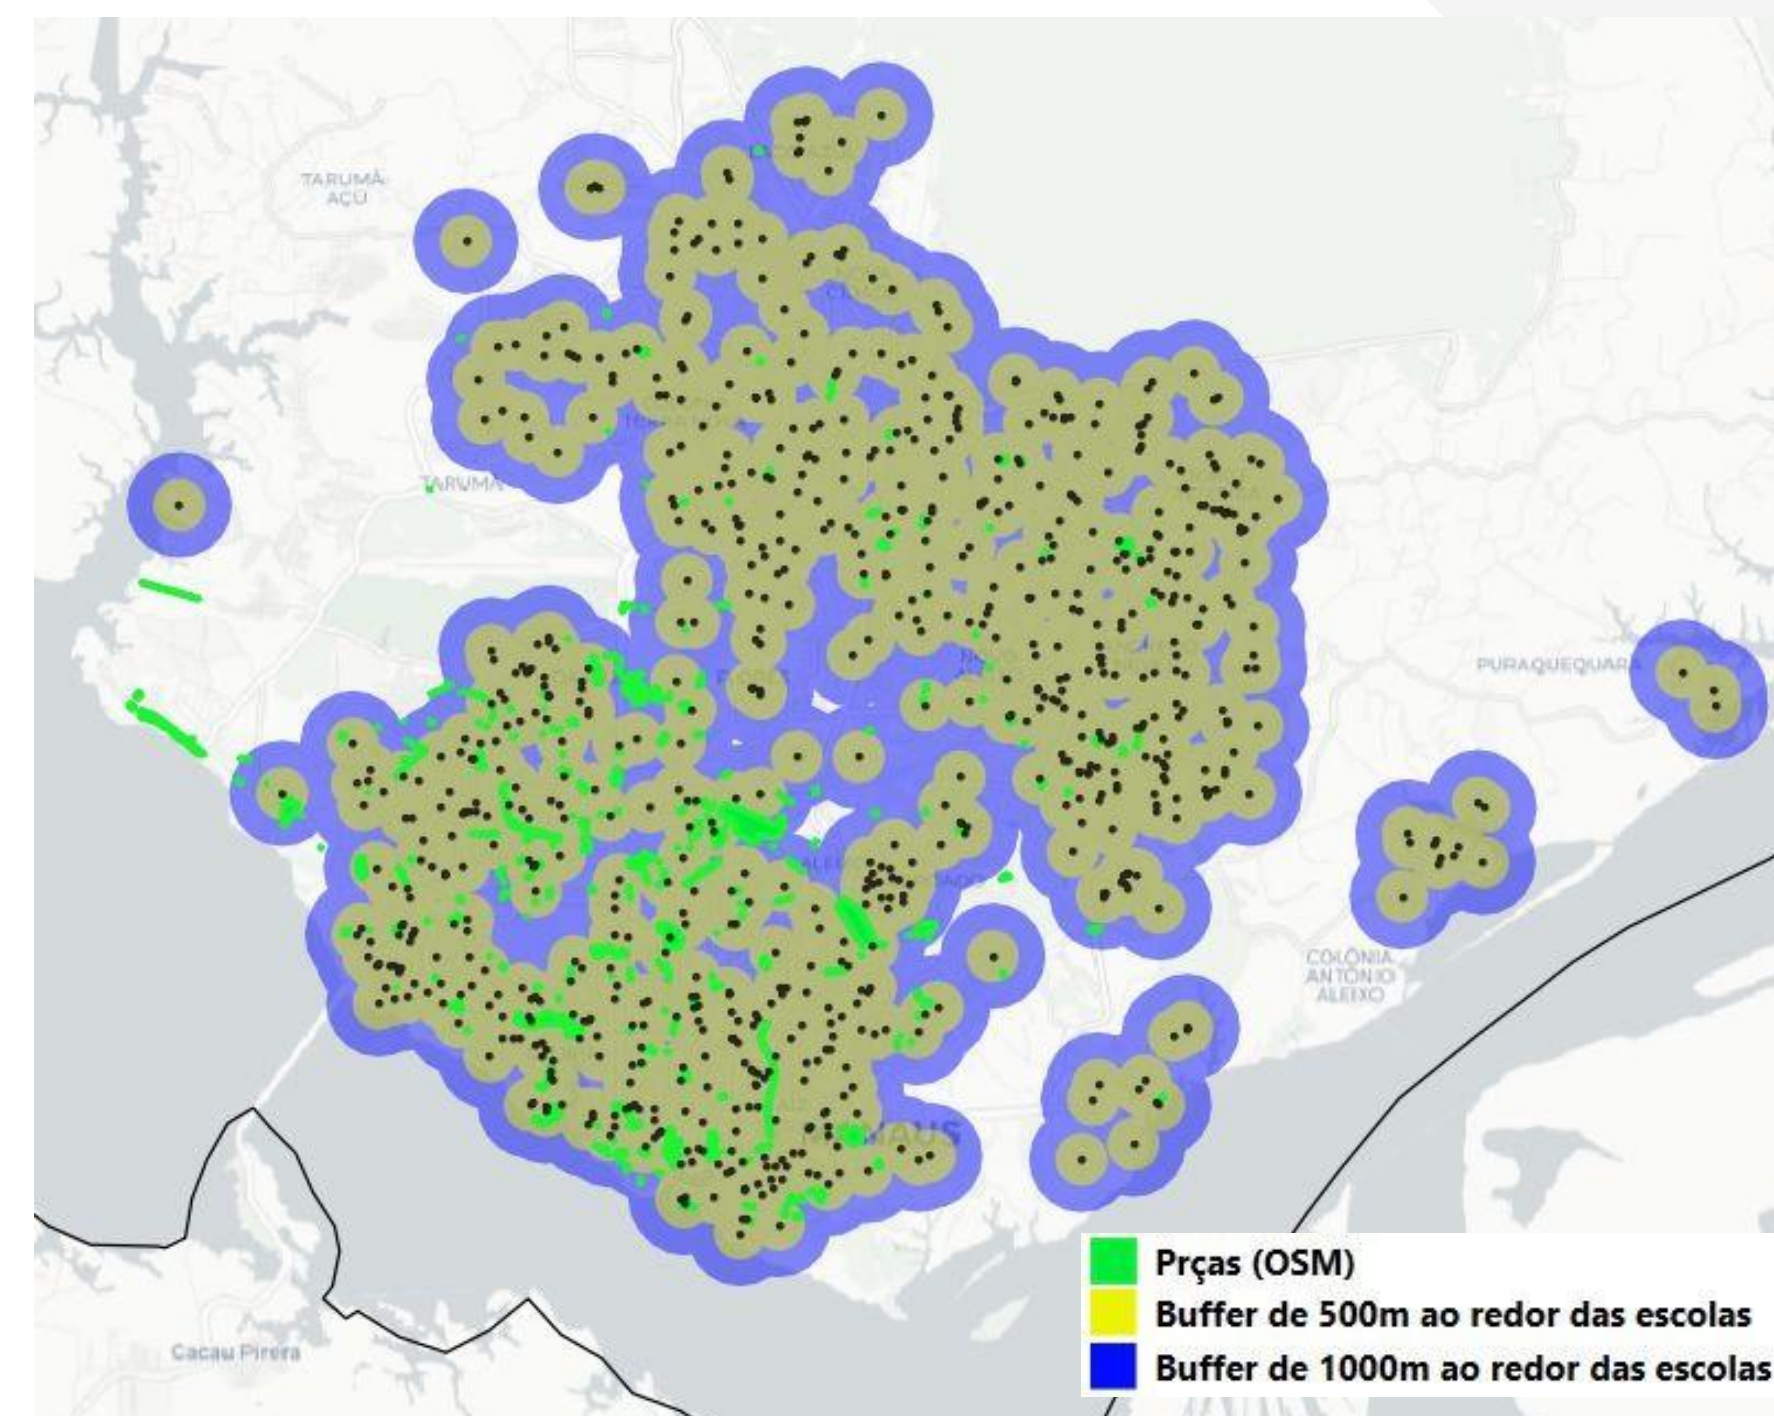 TARUMÃ
AÇU
TARUMÃ
PURAQUEQUARA
COLÔNIA
ANTÔNIO
ALEIXO
MANAUS
Cacau Pirera
Prças (OSM)
Buffer de 500m ao redor das escolas
Buffer de 1000m ao redor das escolas